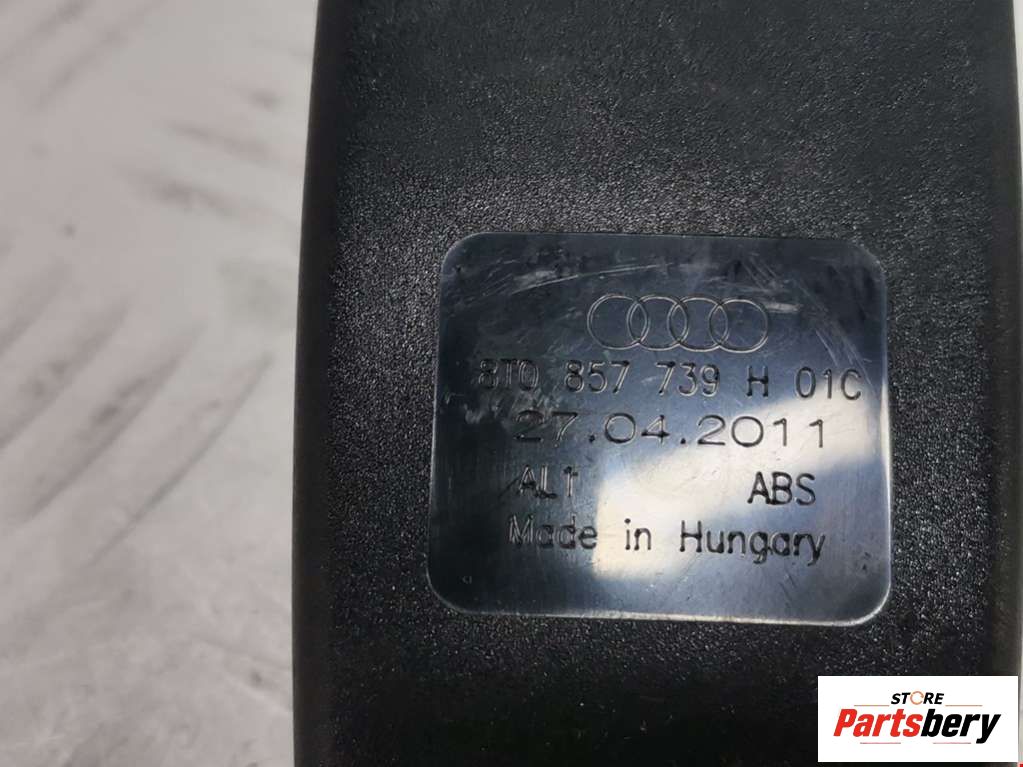 8T0 857 739 H 01C
27.04.2011
ALT ABS
Made in Hungary
STORE
Partsbery